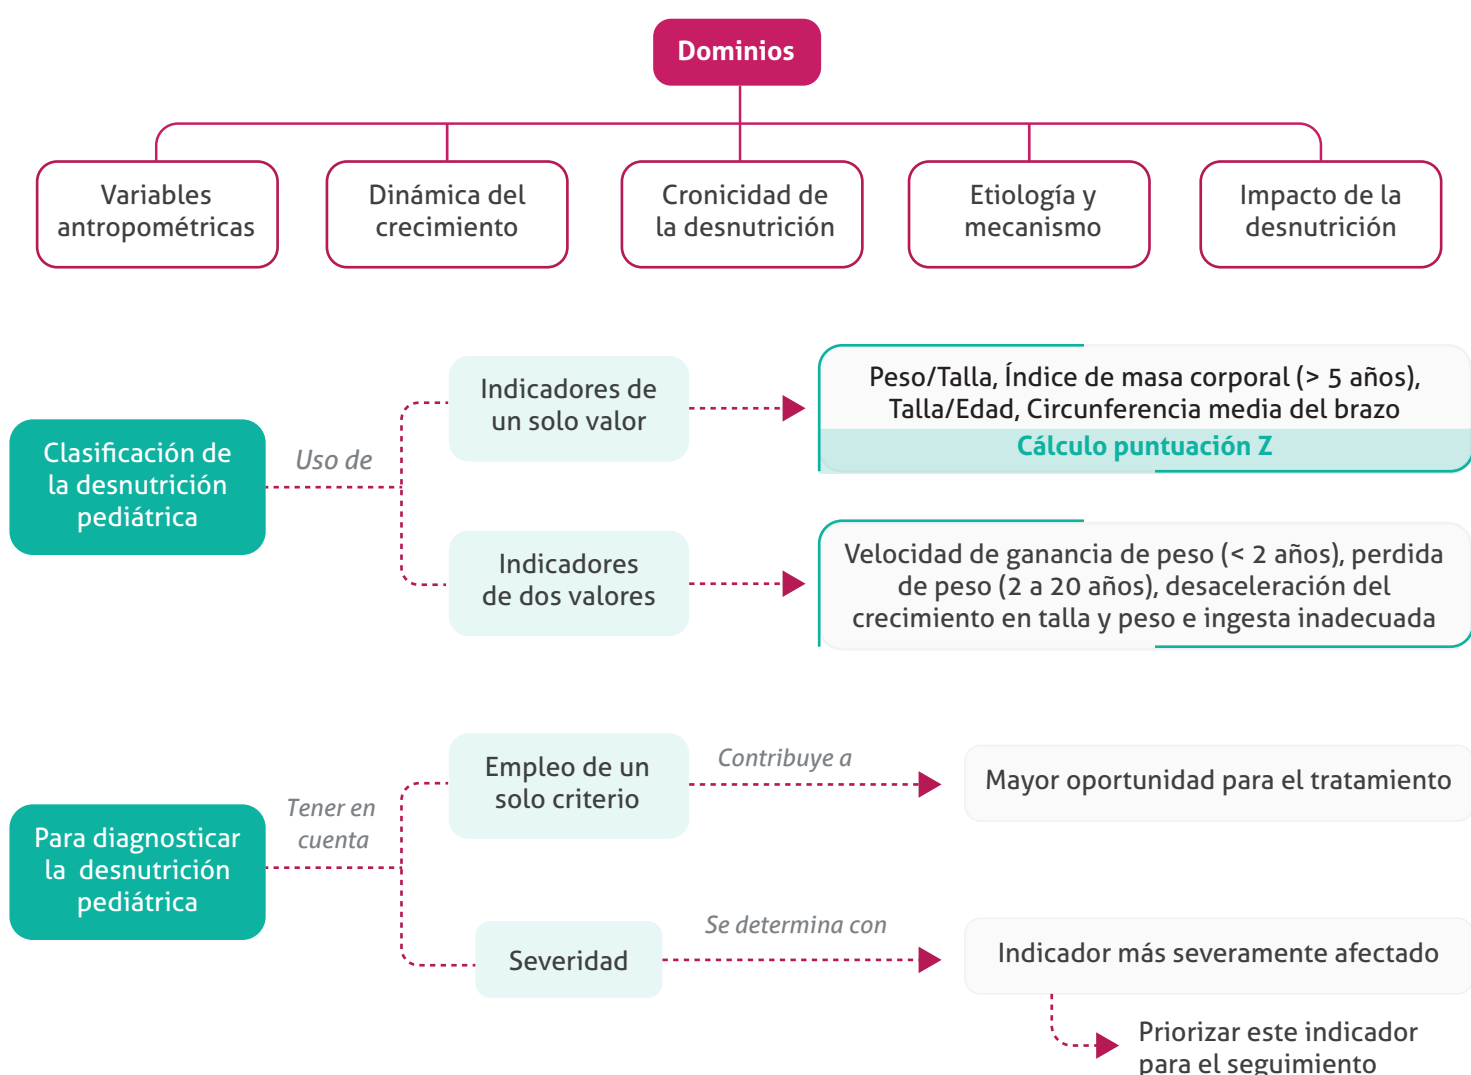 Dominios
Variables
antropométricas
Dinámica del
crecimiento
Cronicidad de
la desnutrición
Etiología y
mecanismo
Impacto de la
desnutrición
Clasificación de
la desnutrición
pediátrica
Uso de
Indicadores de
un solo valor
Peso/Talla, Índice de masa corporal (> 5 años),
Talla/Edad, Circunferencia media del brazo
Cálculo puntuación Z
Indicadores
de dos valores
Velocidad de ganancia de peso (< 2 años), perdida
de peso (2 a 20 años), desaceleración del
crecimiento en talla y peso e ingesta inadecuada
Para diagnosticar
la desnutrición
pediátrica
Tener en
cuenta
Empleo de un
solo criterio
Contribuye a
Mayor oportunidad para el tratamiento
Severidad
Se determina con
Indicador más severamente afectado
Priorizar este indicador
para el seguimiento